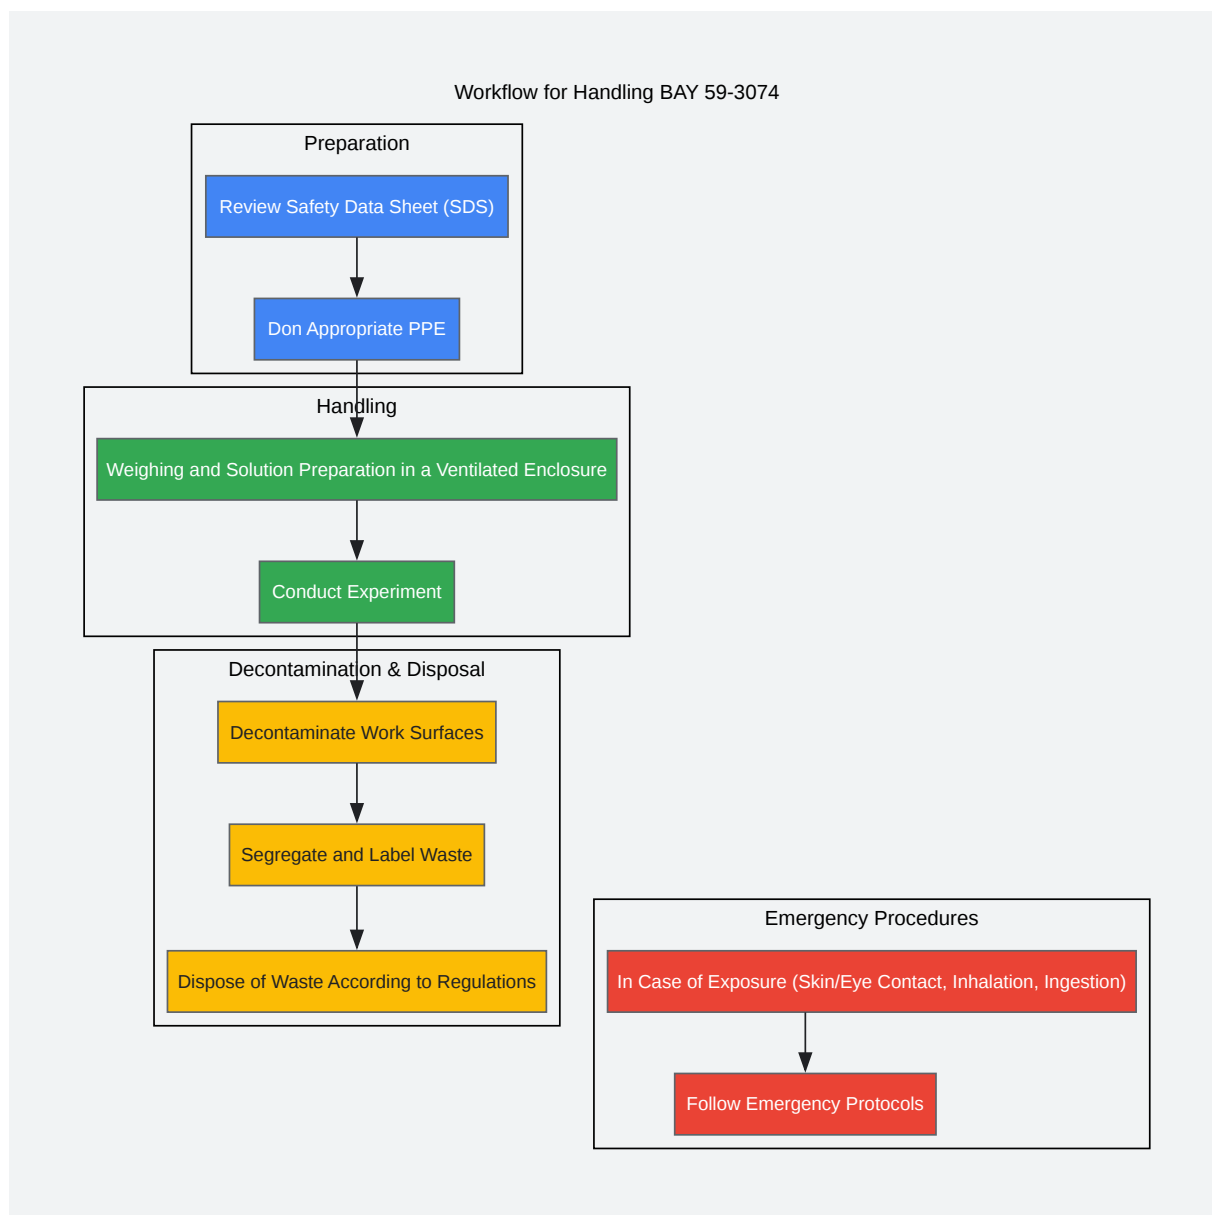 Workflow for Handling BAY 59-3074
Preparation
Review Safety Data Sheet (SDS)
Don Appropriate PPE
Handling
Weighing and Solution Preparation in a Ventilated Enclosure
Conduct Experiment
Decontamination & Disposal
Decontaminate Work Surfaces
Segregate and Label Waste
Dispose of Waste According to Regulations
Emergency Procedures
In Case of Exposure (Skin/Eye Contact, Inhalation, Ingestion)
Follow Emergency Protocols